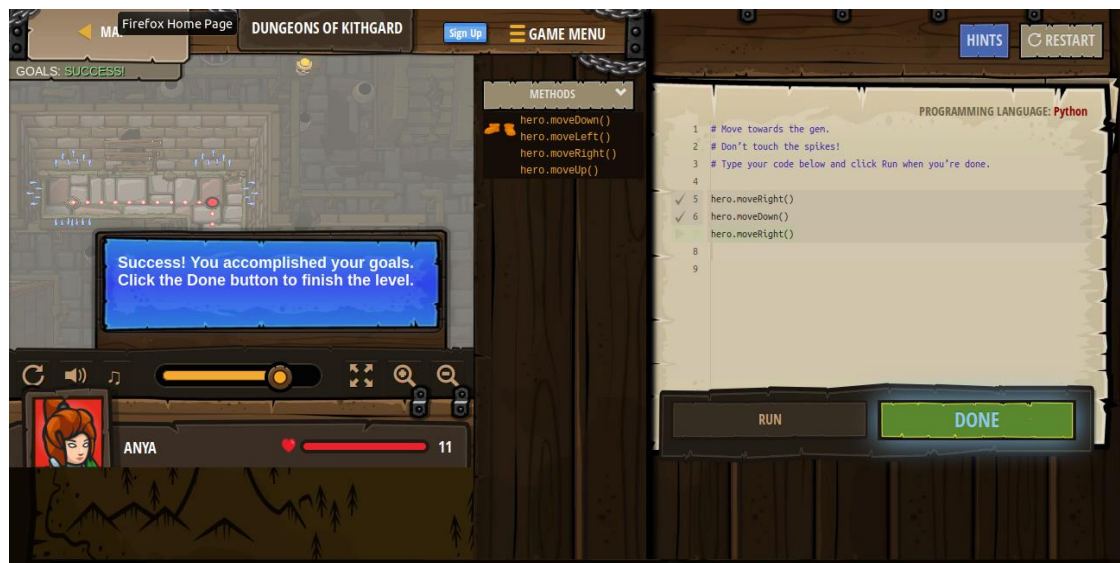 MA
Firefox Home Page
DUNGEONS OF KITHGARD
Sign Up
GAME MENU
HINTS
RESTART
GOALS: SUCCESS!
METHODS
hero.moveDown()
hero.moveLeft()
hero.moveRight()
hero.moveUp()
PROGRAMMING LANGUAGE: Python
1 # Move towards the gem.
2 # Don't touch the spikes!
3 # Type your code below and click Run when you're done.
4
5 hero.moveRight()
6 hero.moveDown()
hero.moveRight()
8
9
Success! You accomplished your goals.
Click the Done button to finish the level.
RUN
DONE
ANYA
11